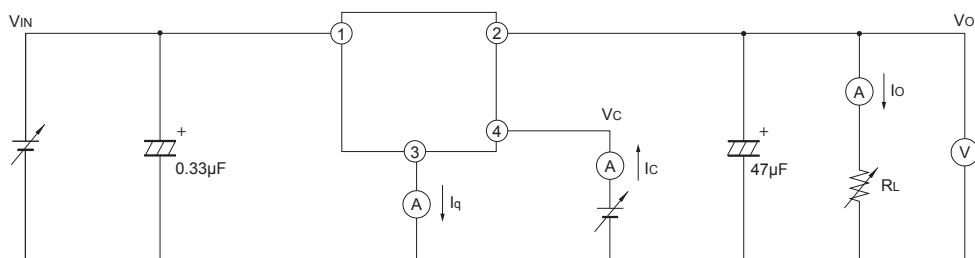 VIN
VO
1
2
A
IO
4
VC
+
0.33µF
3
A
IC
+
47µF
V
A
Iq
RL